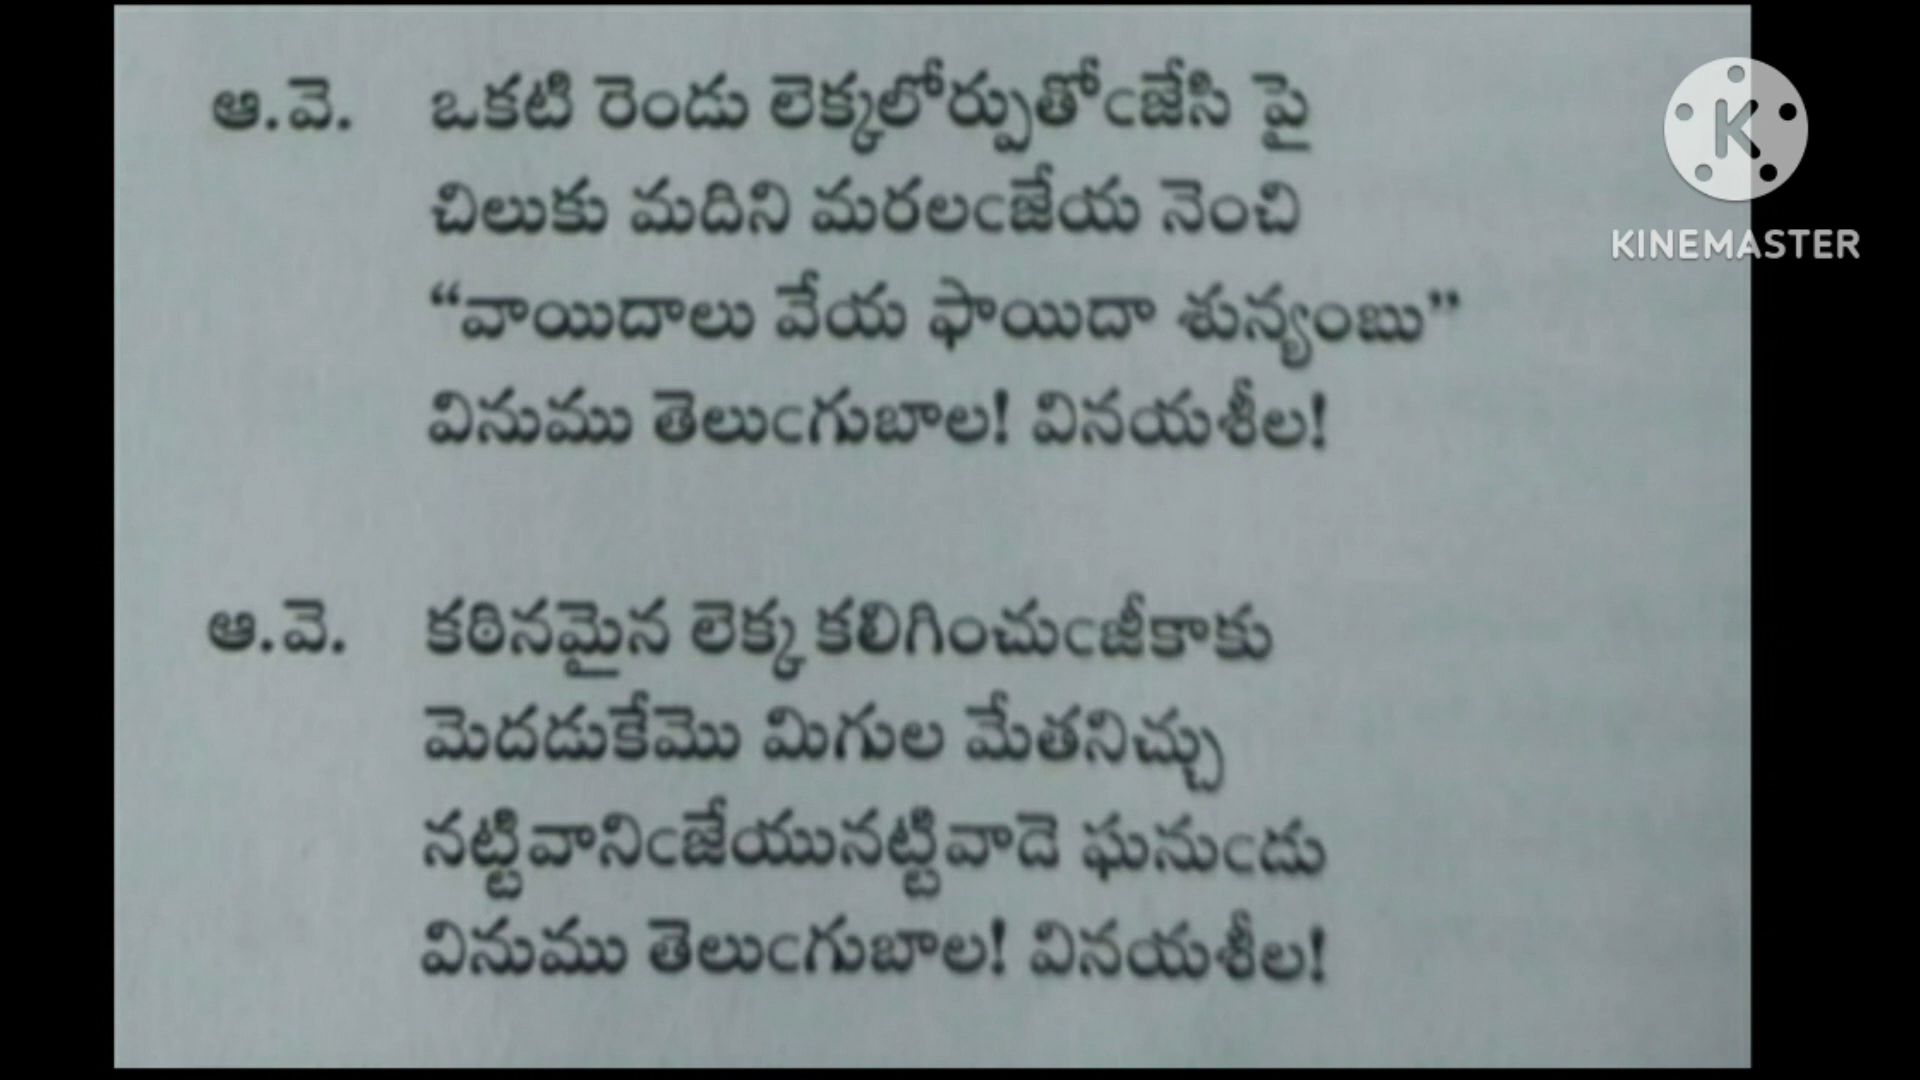 ఆ.వె. ఒకటి రెండు లెక్కలోర్పుతోఁజేసి పై
చిలుకు మదిని మరలఁజేయ నెంచి
“వాయిదాలు వేయ ఫాయిదా శున్యంబు”
వినుము తెలుఁగుబాల! వినయశీల!
ఆ.వె. కఠినమైన లెక్క కలిగించుఁజీకాకు
మెదడుకేమొ మిగుల మేతనిచ్చు
నట్టివానిఁజేయునట్టివాడె ఘనుఁడు
వినుము తెలుఁగుబాల! వినయశీల!
K
KINEMASTER